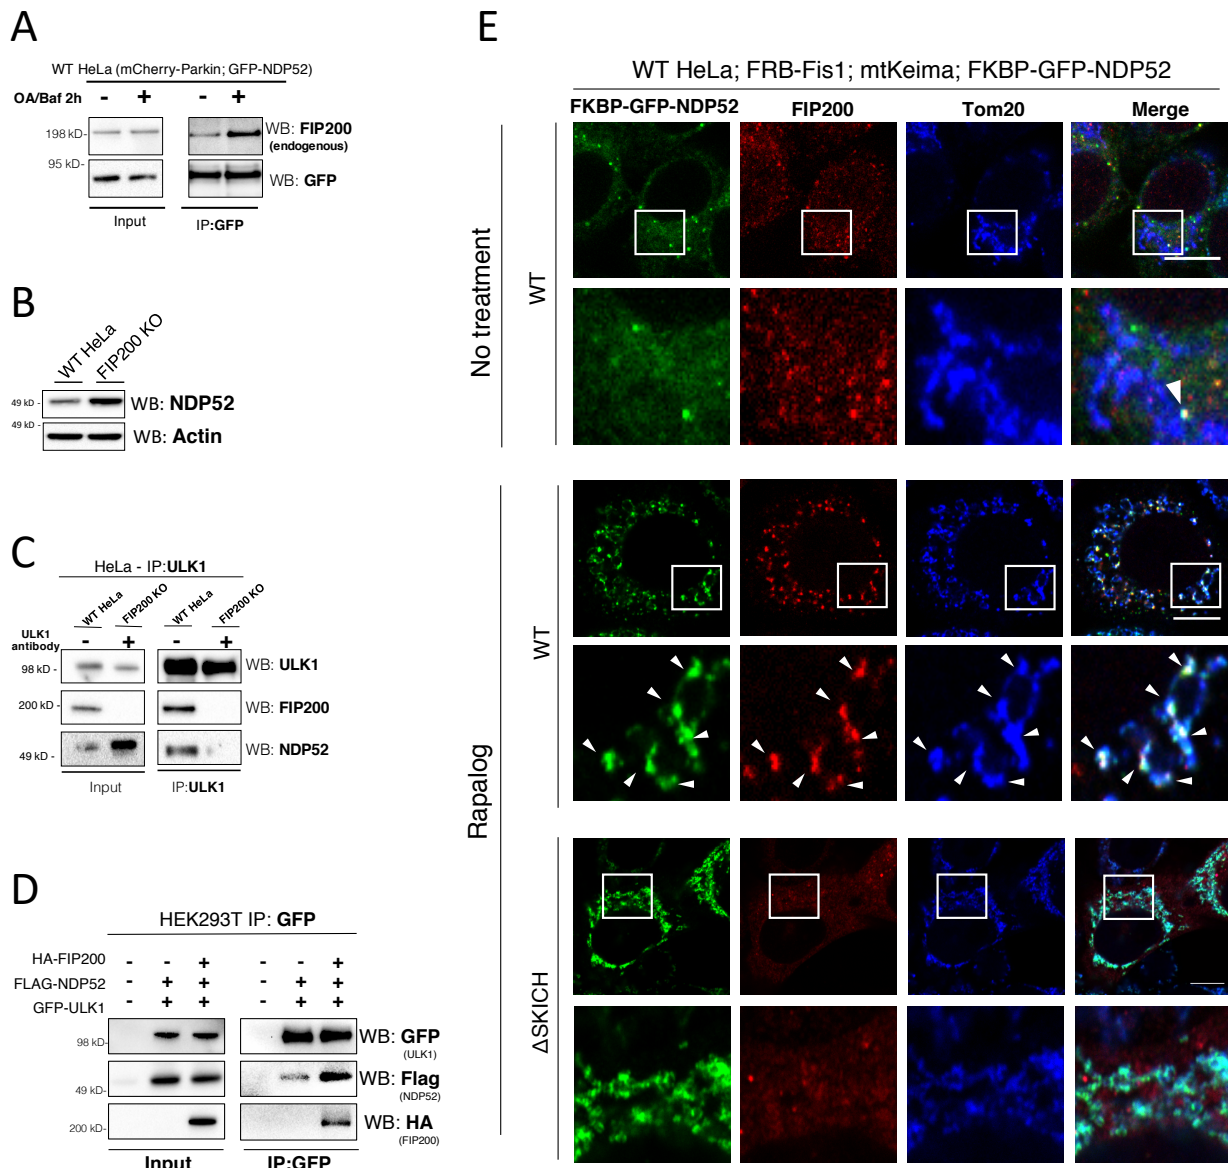 A
WT HeLa (mCherry-Parkin; GFP-NDP52)
OA/Baf 2h - + - +
198 kD- WB: FIP200
(endogenous)
95 kD-
WB: GFP
Input IP:GFP
B
WT HeLa FIP200 KO
49 kD - WB: NDP52
49 kD - WB: Actin
C
HeLa - IP:ULK1
WT HeLa FIP200 KO WT HeLa FIP200 KO
ULK1
antibody - + - +
98 kD - WB: ULK1
200 kD - WB: FIP200
49 kD - WB: NDP52
Input IP:ULK1
D
HEK293T IP: GFP
HA-FIP200 - - + - - +
FLAG-NDP52 - + + - + +
GFP-ULK1 - + + - + +
98 kD- WB: GFP
(ULK1)
49 kD- WB: Flag
(NDP52)
200 kD- WB: HA
(FIP200)
Input IP:GFP
E
WT HeLa; FRB-Fis1; mtKeima; FKBP-GFP-NDP52
FKBP-GFP-NDP52 FIP200 Tom20 Merge
No treatment
WT
Rapalog
WT
ΔSKICH